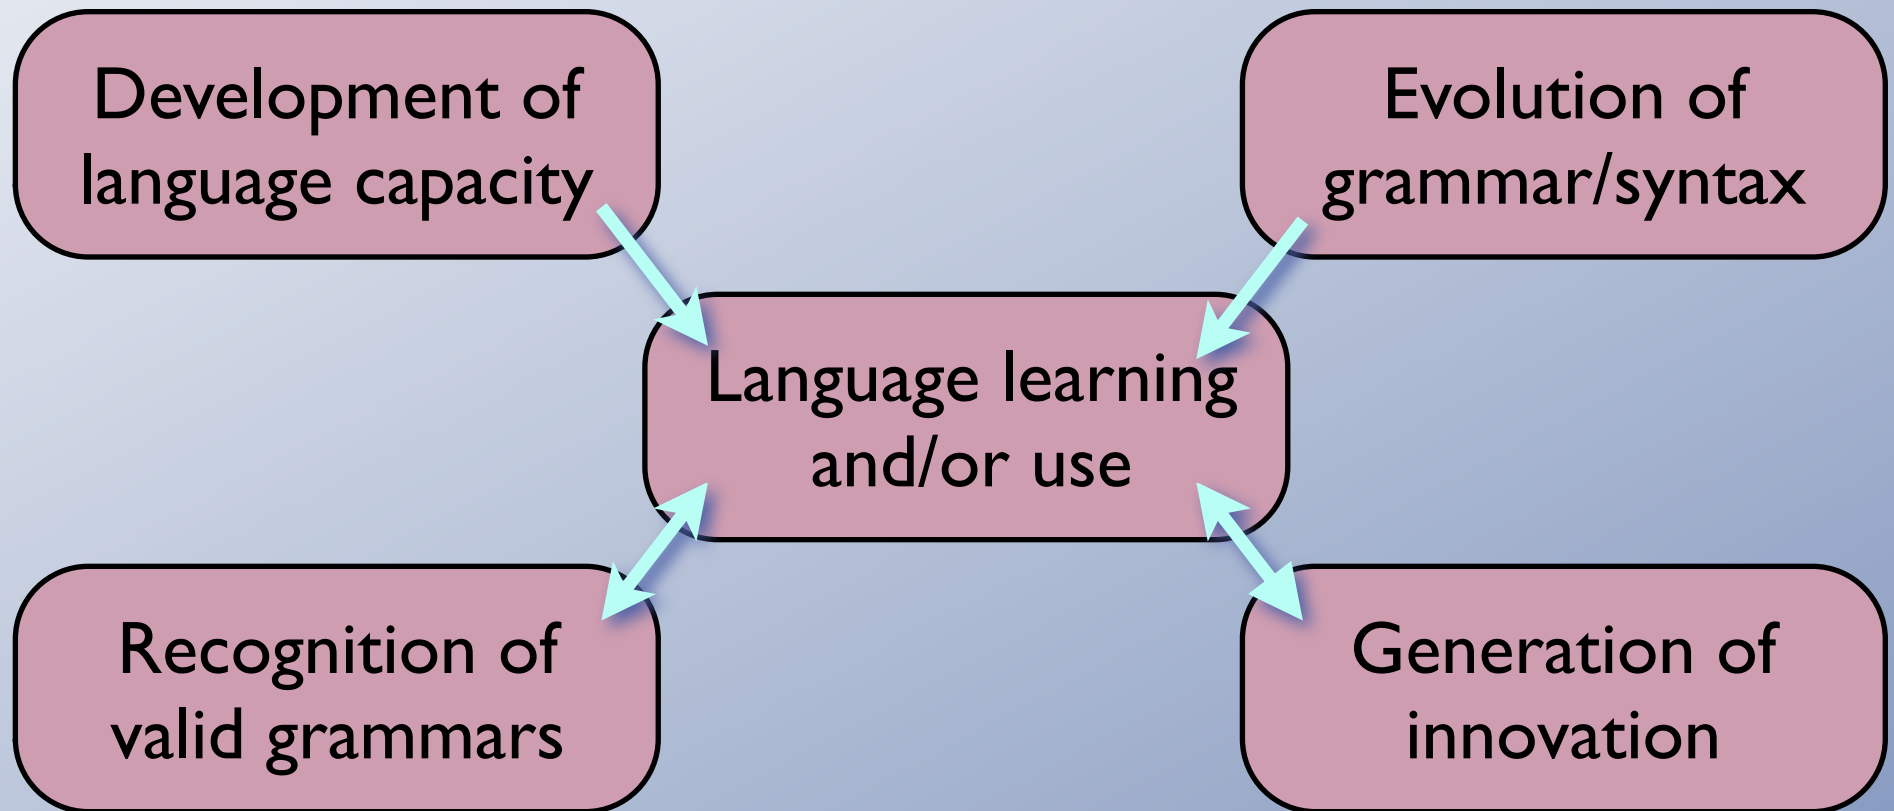 Development of
language capacity
Evolution of
grammar/syntax
Language learning
and/or use
Recognition of
valid grammars
Generation of
innovation